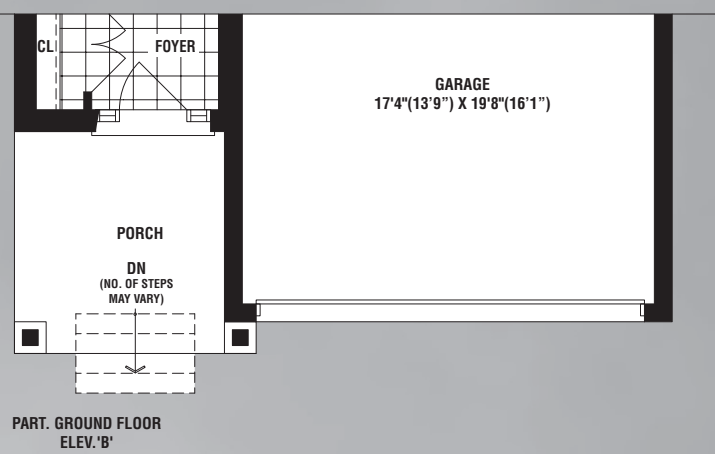 CL
FOYER
GARAGE
17'4"(13’9”) X 19'8"(16’1”)
PORCH
DN
(NO. OF STEPS
MAY VARY)
PART. GROUND FLOOR
ELEV.'B'